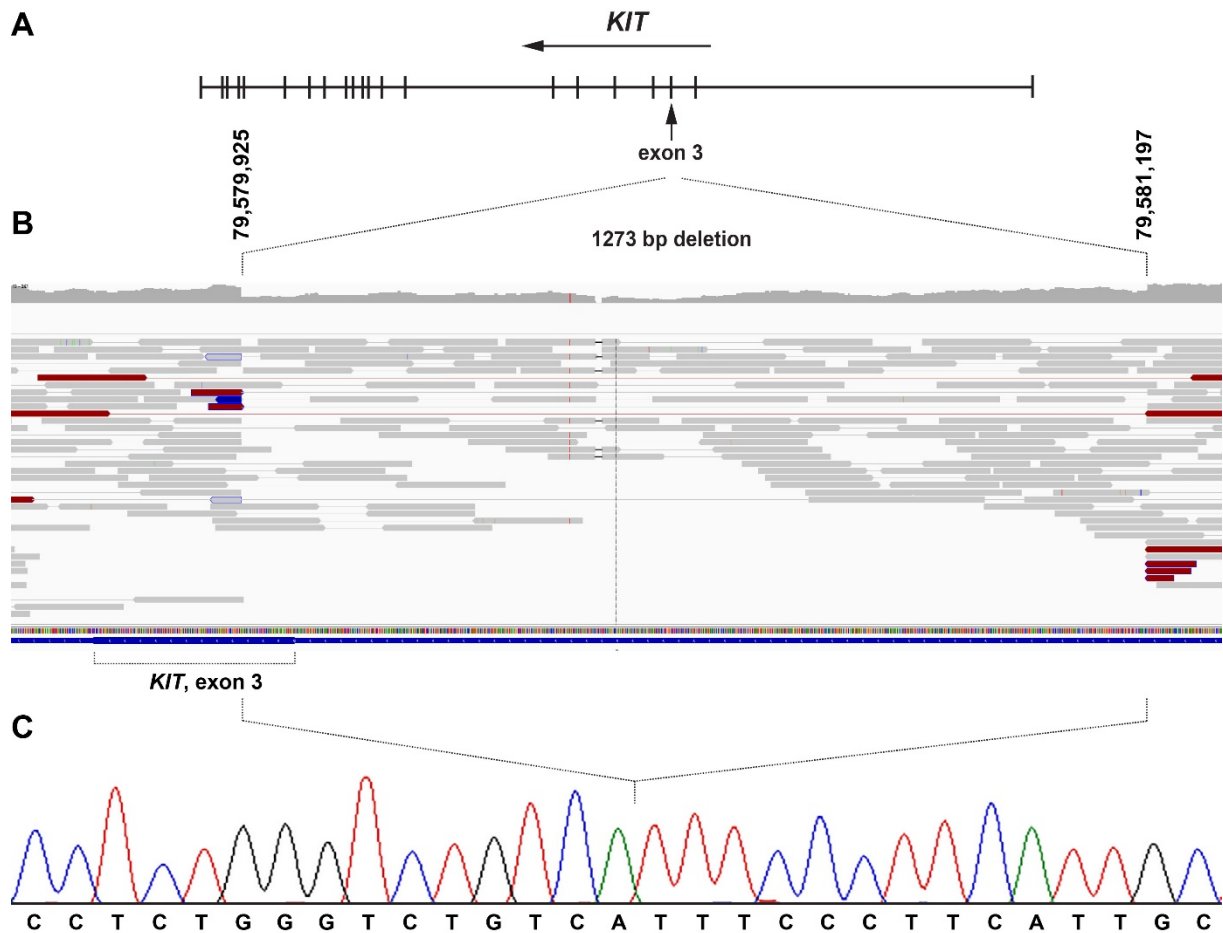 A
KIT
exon 3
79,579,925
79,581,197
B
1273 bp deletion
KIT, exon 3
C
C C T C T G G G T C T G T C A T T T C C C T T C A T T G C